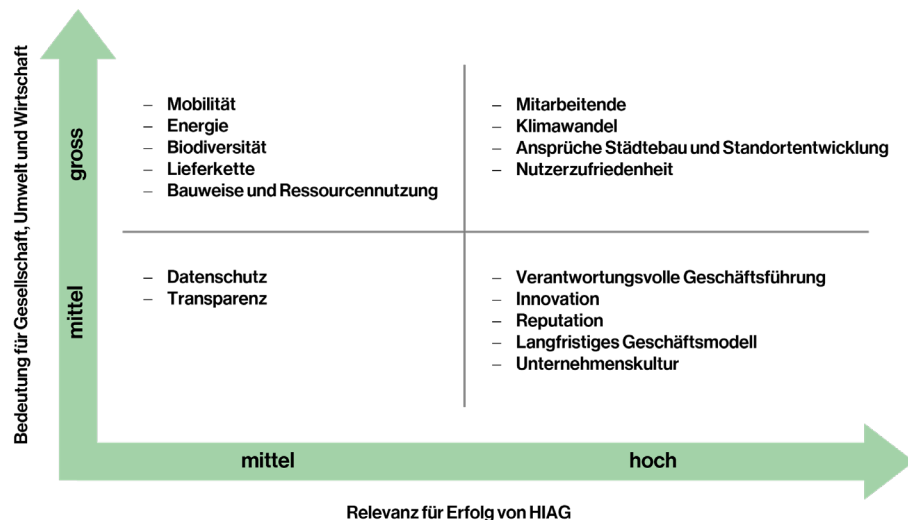 Bedeutung für Gesellschaft, Umwelt und Wirtschaft
gross
– Mobilität
– Energie
– Biodiversität
– Lieferkette
– Bauweise und Ressourcennutzung
– Mitarbeitende
– Klimawandel
– Ansprüche Städtebau und Standortentwicklung
– Nutzerzufriedenheit
mittel
– Datenschutz
– Transparenz
– Verantwortungsvolle Geschäftsführung
– Innovation
– Reputation
– Langfristiges Geschäftsmodell
– Unternehmenskultur
mittel
hoch
Relevanz für Erfolg von HIAG